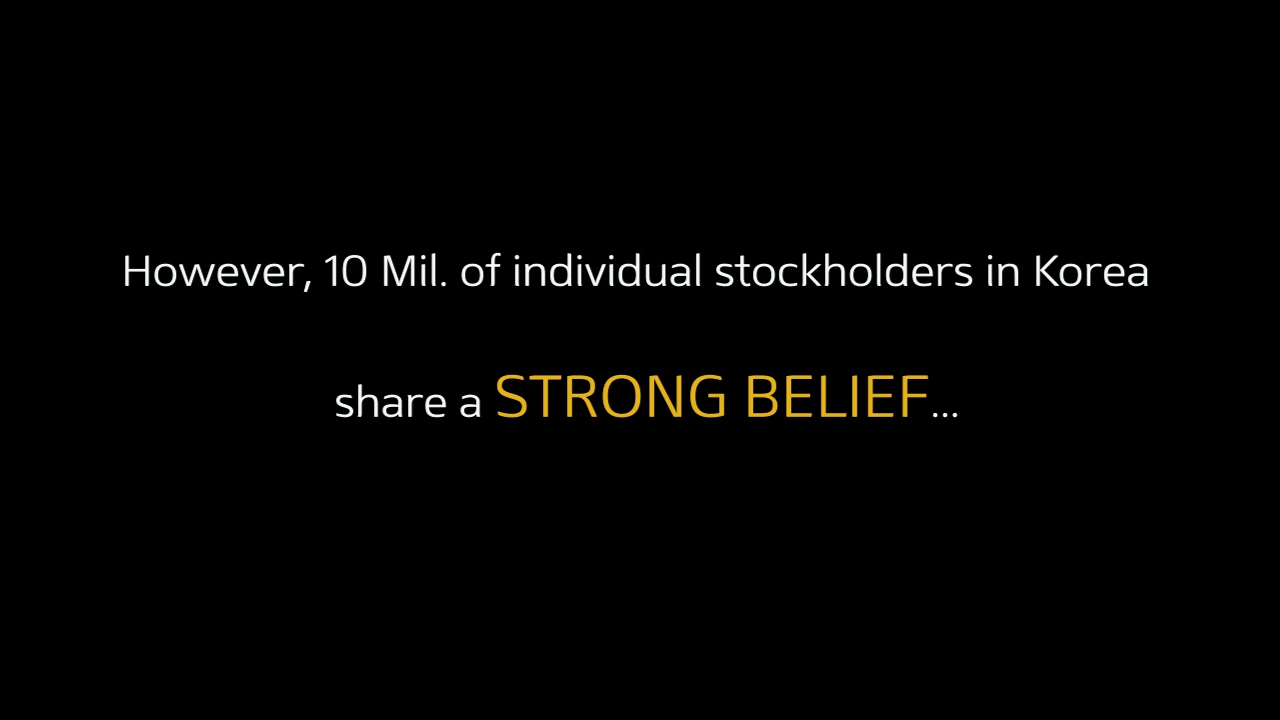 However, 10 Mil. of individual stockholders in Korea
share a STRONG BELIEF...